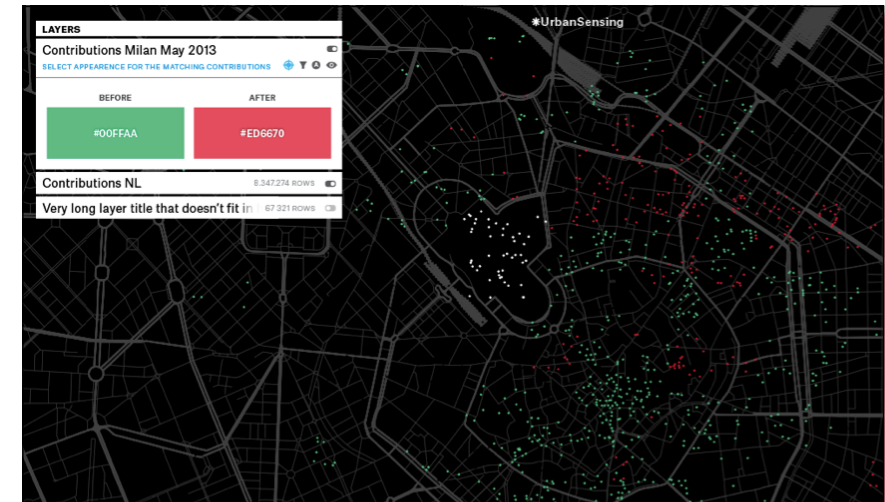 LAYERS
✱UrbanSensing
Contributions Milan May 2013
SELECT APPEARENCE FOR THE MATCHING CONTRIBUTIONS
BEFORE AFTER
#00FFAA #ED6670
Contributions NL 8.347.274 ROWS
Very long layer title that doesn't fit in 67 321 ROWS